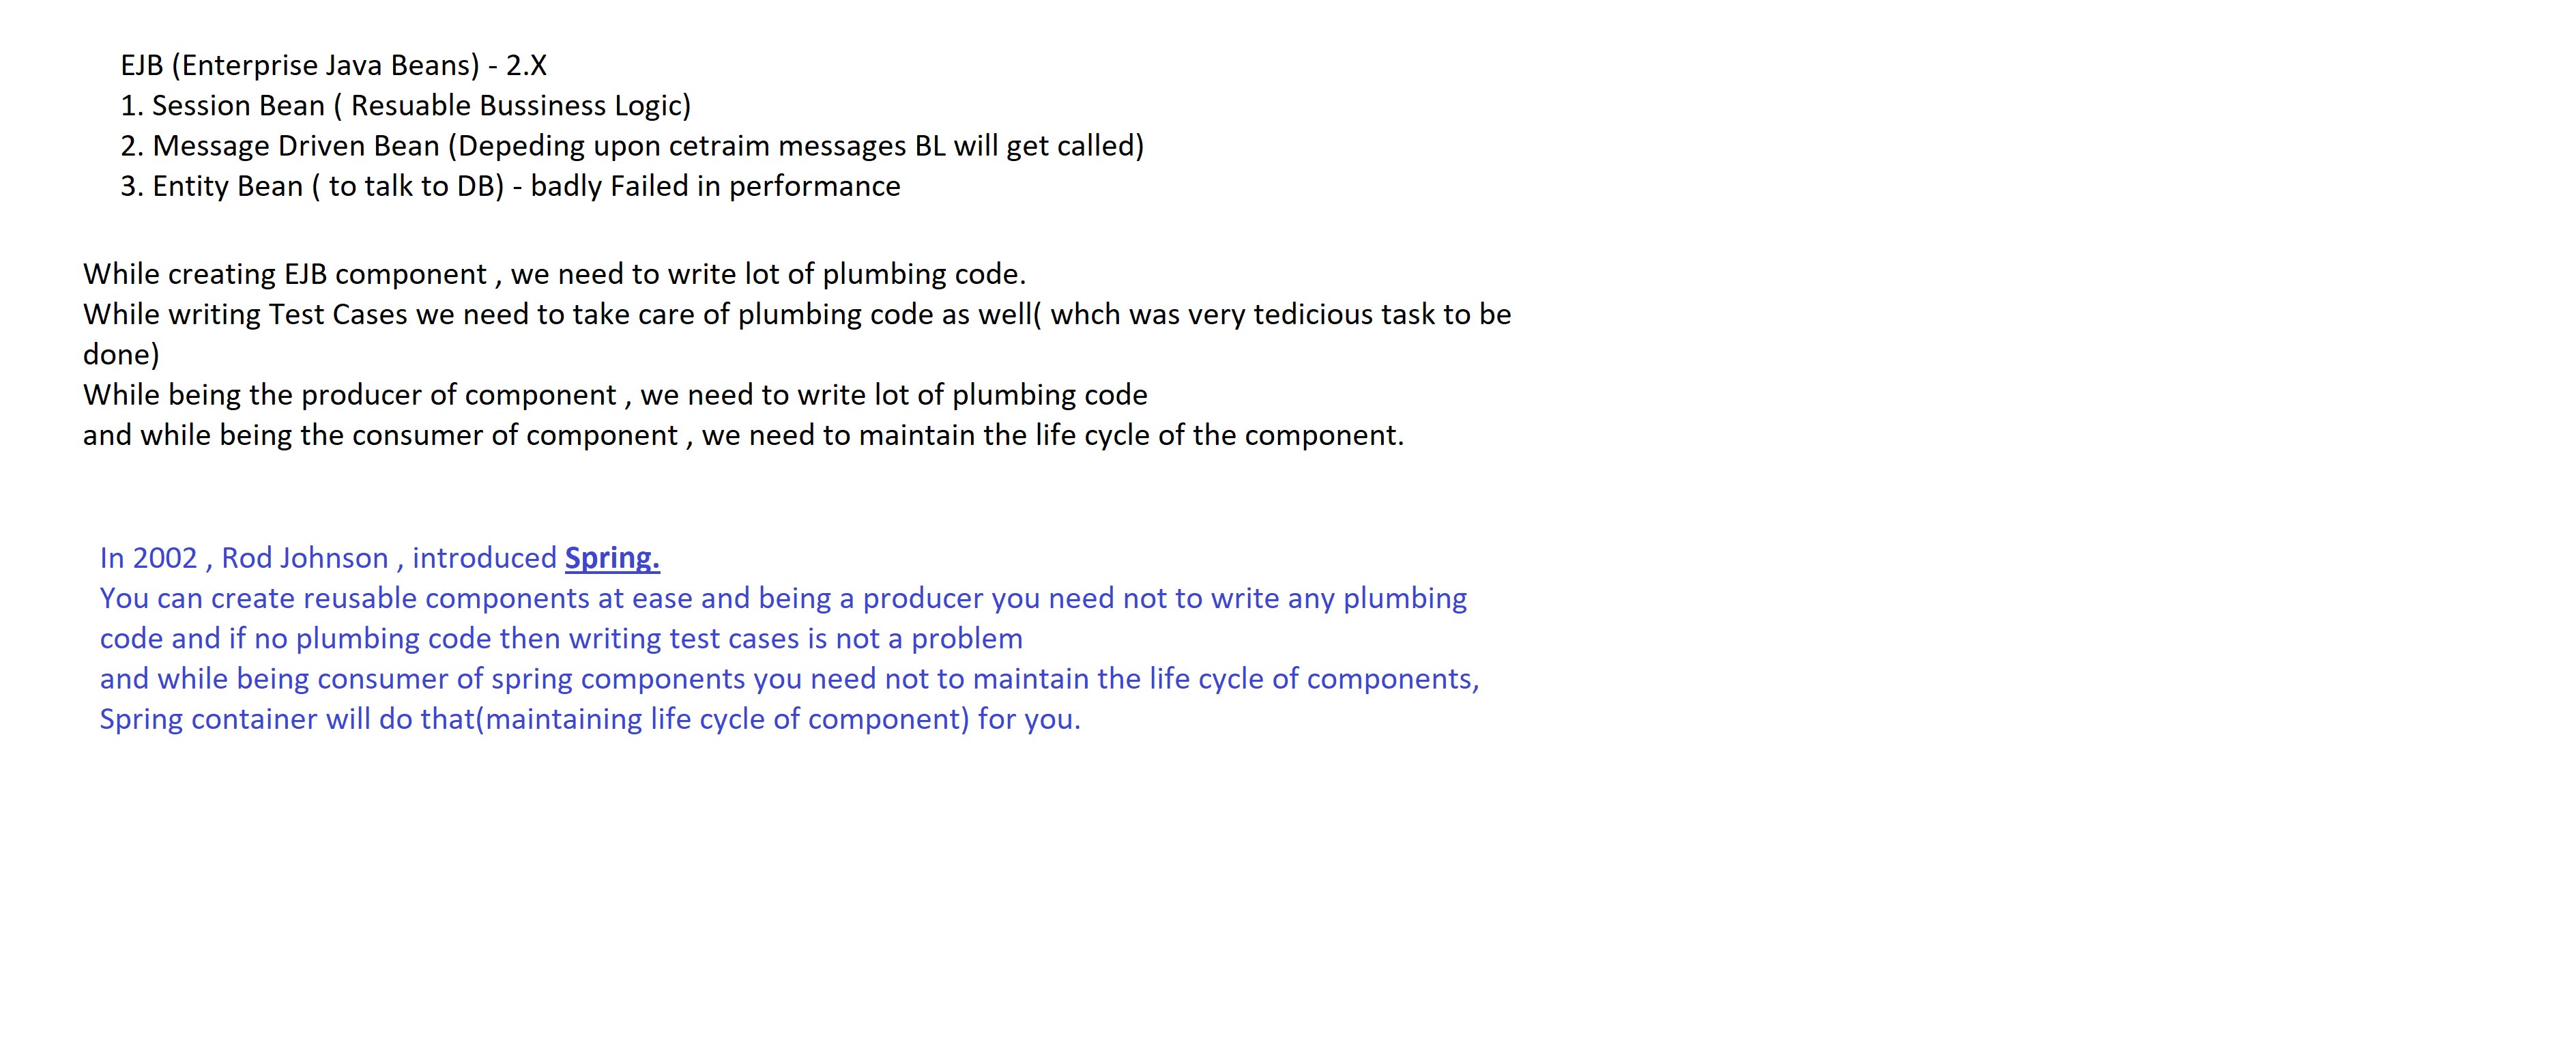 EJB (Enterprise Java Beans) - 2.X
1. Session Bean ( Resuable Bussiness Logic)
2. Message Driven Bean (Depeding upon cetraim messages BL will get called)
3. Entity Bean ( to talk to DB) - badly Failed in performance
While creating EJB component , we need to write lot of plumbing code.
While writing Test Cases we need to take care of plumbing code as well( whch was very tedicious task to be
done)
While being the producer of component , we need to write lot of plumbing code
and while being the consumer of component , we need to maintain the life cycle of the component.
In 2002 , Rod Johnson , introduced Spring.
You can create reusable components at ease and being a producer you need not to write any plumbing
code and if no plumbing code then writing test cases is not a problem
and while being consumer of spring components you need not to maintain the life cycle of components,
Spring container will do that(maintaining life cycle of component) for you.